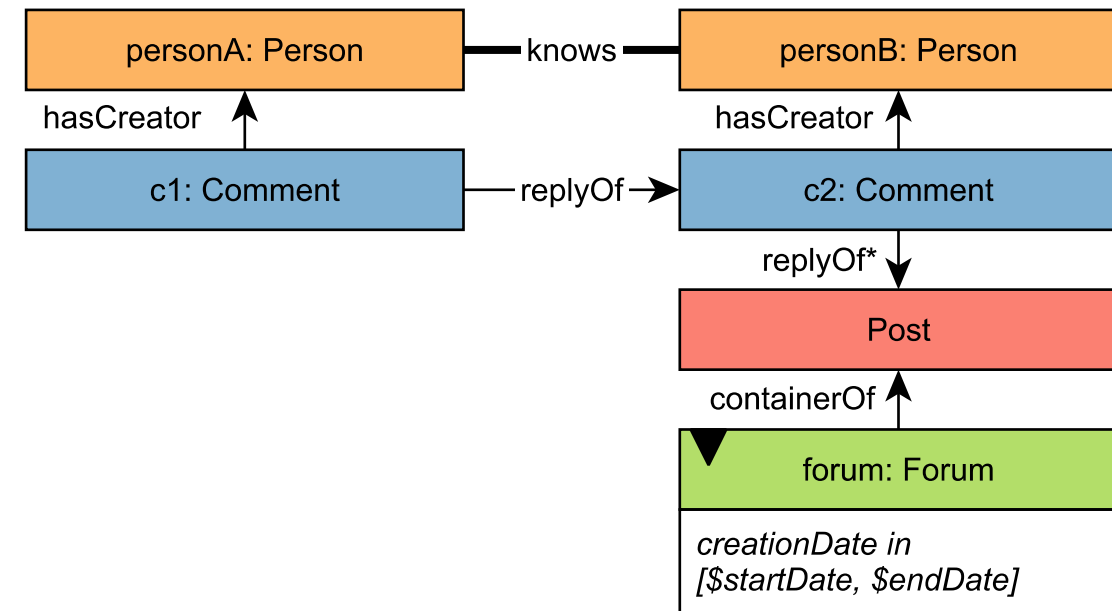 personA: Person
knows
personB: Person
hasCreator
hasCreator
c1: Comment
replyOf
c2: Comment
replyOf*
Post
containerOf
forum: Forum
creationDate in
[$startDate, $endDate]